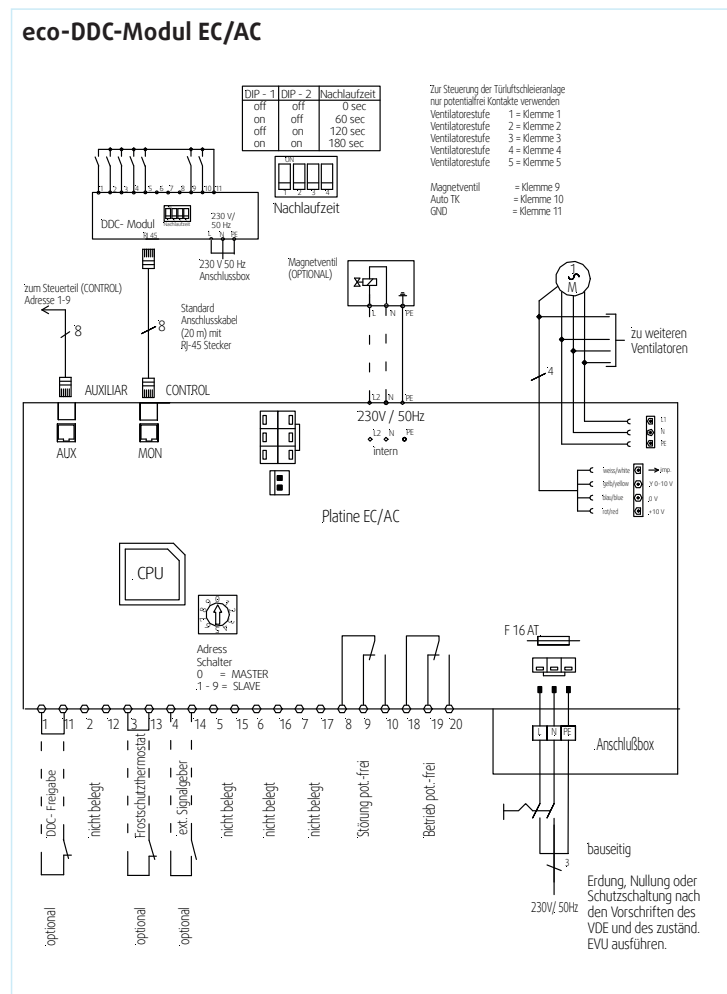 eco-DDC-Modul EC/AC
DIP - 1 DIP - 2 Nachlaufzeit
off off 0 sec
on off 60 sec
off on 120 sec
on on 180 sec
ON
1 2 3 4
Nachlaufzeit
Zur Steuerung der Türluftschleieranlage
nur potentialfrei Kontakte verwenden
Ventilatorestufe 1 = Klemme 1
Ventilatorestufe 2 = Klemme 2
Ventilatorestufe 3 = Klemme 3
Ventilatorestufe 4 = Klemme 4
Ventilatorestufe 5 = Klemme 5
Magnetventil = Klemme 9
Auto TK = Klemme 10
GND = Klemme 11
1 2 3 4 5 6 7 8 9 10 11
DDC- Modul
Nachlaufzeit
RJ 45
230 V/
50 Hz
L N PE
230 V 50 Hz
Anschlussbox
zum Steuerteil (CONTROL)
Adresse 1-9
8
8
Standard
Anschlusskabel
(20 m) mit
RJ-45 Stecker
AUXILIAR
CONTROL
AUX
MON
Magnetventil
(OPTIONAL)
L N PE
L2 N PE
230V / 50Hz
L2 N PE
intern
1
M
zu weiteren
Ventilatoren
4
L1
N
PE
weiss/white Imp.
gelb/yellow Y 0-10 V
blau/blue 0 V
rot/red +10 V
Platine EC/AC
CPU
Adress
Schalter
0 = MASTER
1 - 9 = SLAVE
F 16 AT
L N PE
Anschlußbox
1 11 2 12 3 13 4 14 5 15 6 16 7 17 8 9 10 18 19 20
DDC- Freigabe
nicht belegt
Frostschutzthermostat
ext. Signalgeber
nicht belegt
nicht belegt
nicht belegt
Störung pot.-frei
Betrieb pot.-frei
optional
optional
optional
bauseitig
3
230V/ 50Hz
Erdung, Nullung oder
Schutzschaltung nach
den Vorschriften des
VDE und des zuständ.
EVU ausführen.